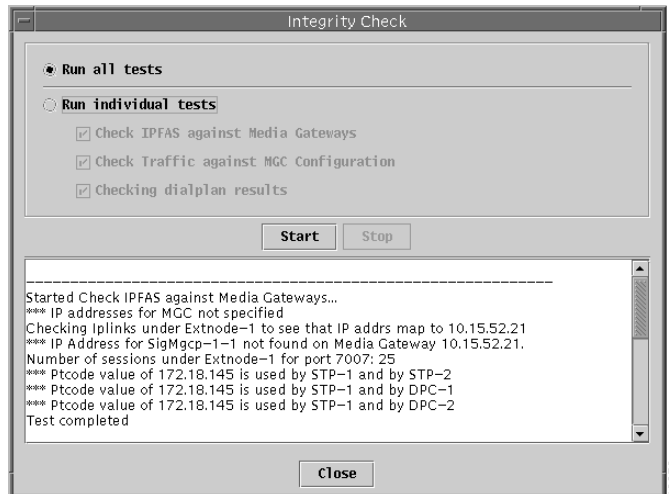 Integrity Check
Run all tests
Run individual tests
Check IPFAS against Media Gateways
Check Traffic against MGC Configuration
Checking dialplan results
Start Stop
Started Check IPFAS against Media Gateways...
*** IP addresses for MGC not specified
Checking Iplinks under Extnode-1 to see that IP addrs map to 10.15.52.21
*** IP Address for SigMgcp-1-1 not found on Media Gateway 10.15.52.21.
Number of sessions under Extnode-1 for port 7007: 25
*** Ptcode value of 172.18.145 is used by STP-1 and by STP-2
*** Ptcode value of 172.18.145 is used by STP-1 and by DPC-1
*** Ptcode value of 172.18.145 is used by STP-1 and by DPC-2
Test completed
Close